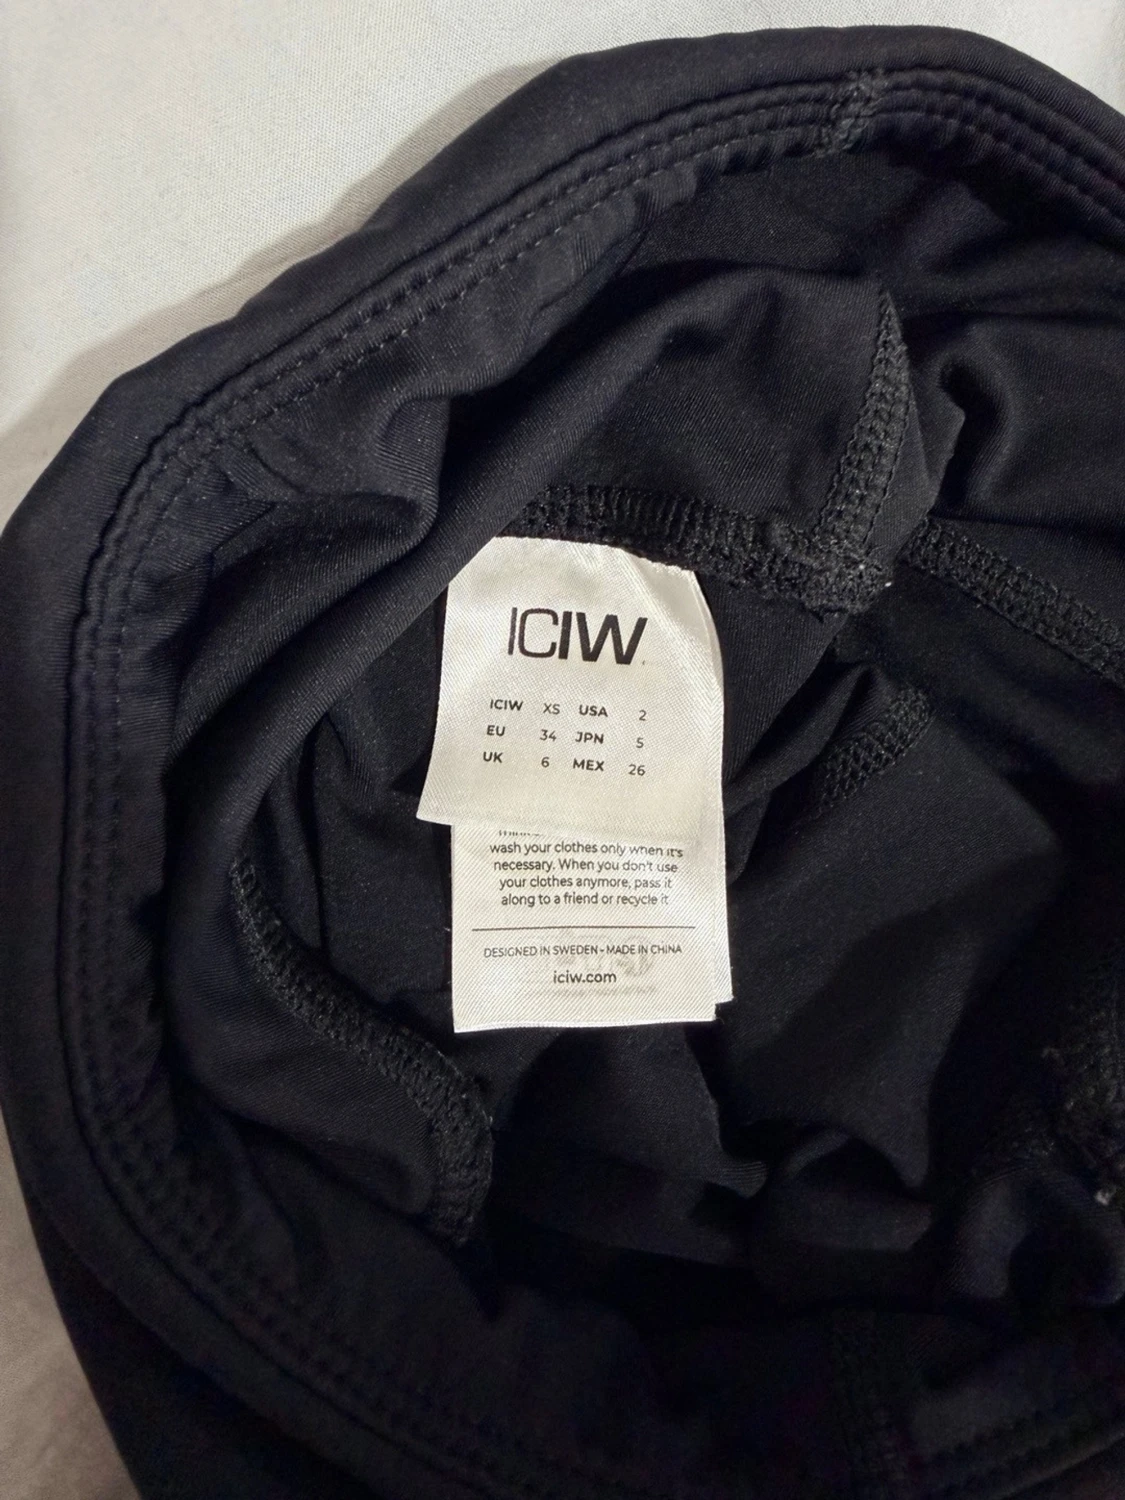 ICIW
ICIW XS USA 2
EU 34 JPN 5
UK 6 MEX 26
wash your clothes only when it's
necessary. When you don't use
your clothes anymore, pass it
along to a friend or recycle it
DESIGNED IN SWEDEN - MADE IN CHINA
iciw.com